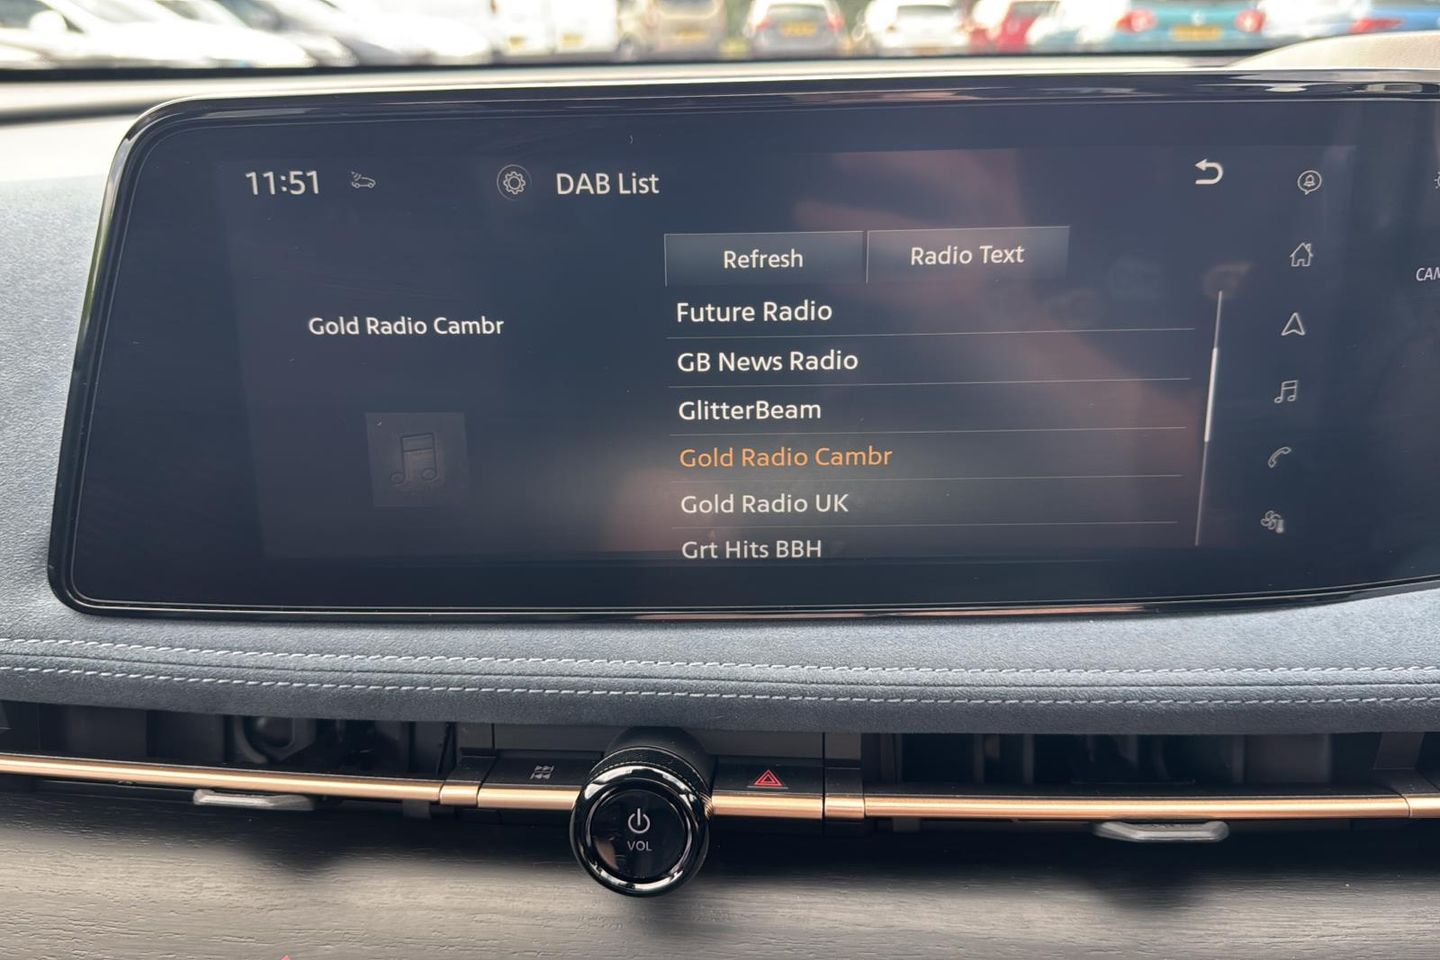 11:51
DAB List
Refresh
Radio Text
Gold Radio Cambr
Future Radio
GB News Radio
GlitterBeam
Gold Radio Cambr
Gold Radio UK
Grt Hits BBH
VOL